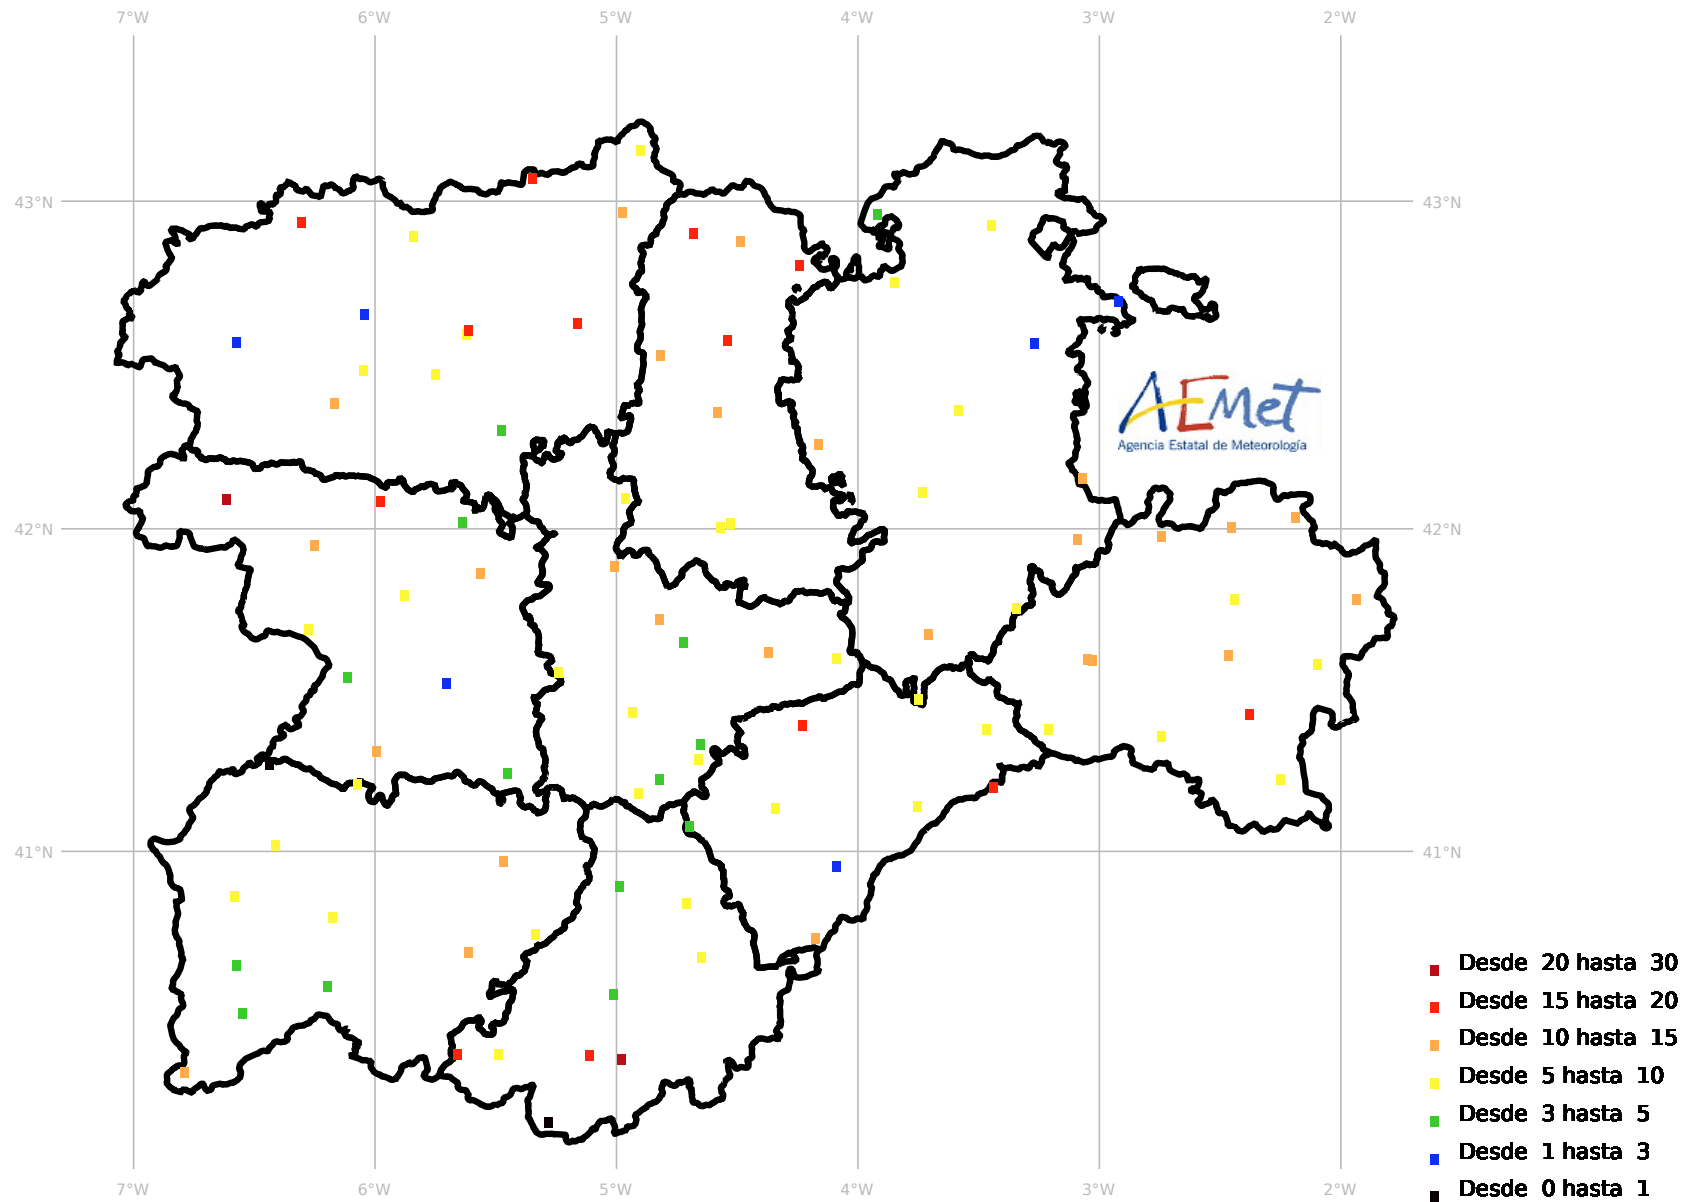 7°W 6°W 5°W 4°W 3°W 2°W
43°N 43°N
AEMet
Agencia Estatal de Meteorología
42°N 42°N
41°N 41°N
Desde 20 hasta 30
Desde 15 hasta 20
Desde 10 hasta 15
Desde 5 hasta 10
Desde 3 hasta 5
Desde 1 hasta 3
Desde 0 hasta 1
7°W 6°W 5°W 4°W 3°W 2°W